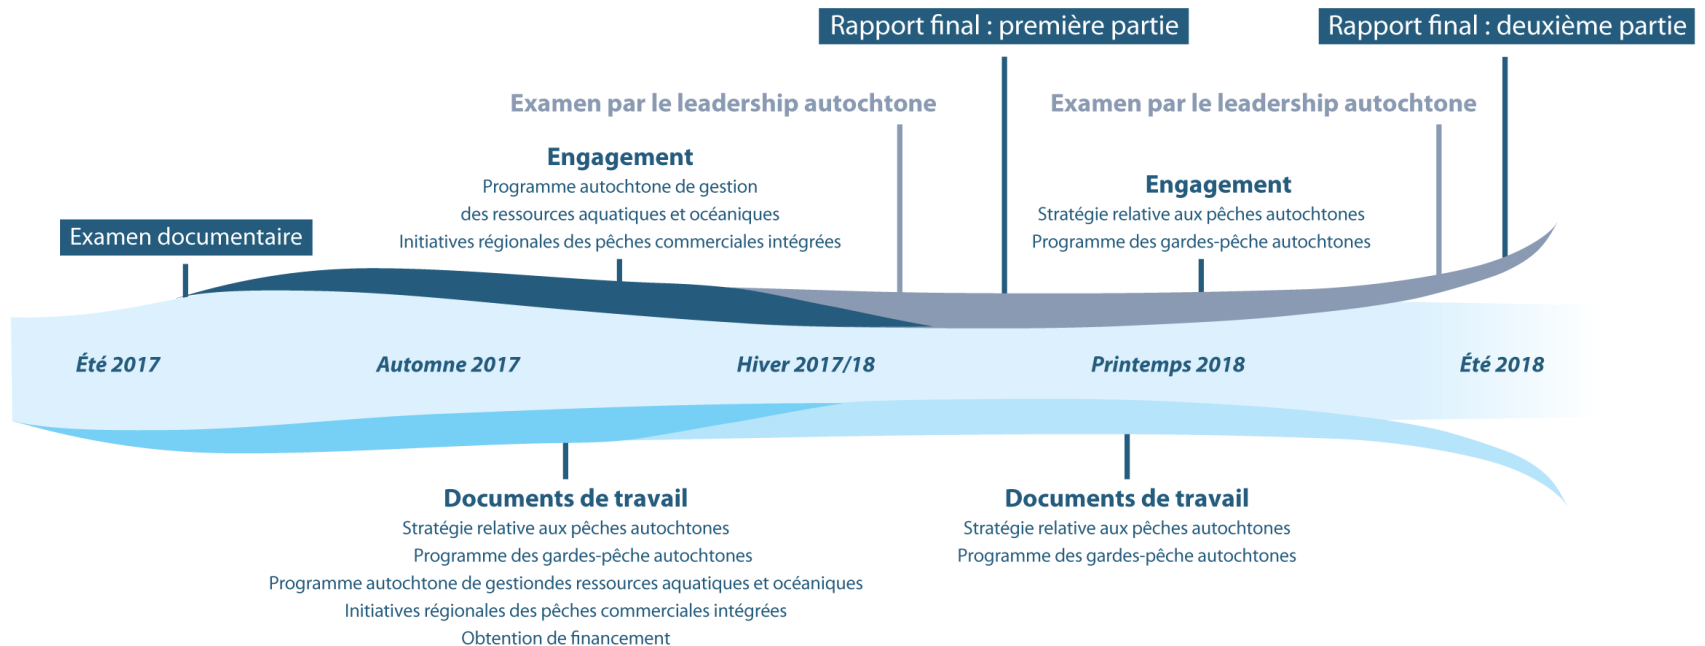 Rapport final : première partie
Rapport final : deuxième partie
Examen par le leadership autochtone
Examen par le leadership autochtone
Engagement
Programme autochtone de gestion
des ressources aquatiques et océaniques
Initiatives régionales des pêches commerciales intégrées
Engagement
Stratégie relative aux pêches autochtones
Programme des gardes-pêche autochtones
Examen documentaire
Été 2017
Automne 2017
Hiver 2017/18
Printemps 2018
Été 2018
Documents de travail
Stratégie relative aux pêches autochtones
Programme des gardes-pêche autochtones
Programme autochtone de gestiondes ressources aquatiques et océaniques
Initiatives régionales des pêches commerciales intégrées
Obtention de financement
Documents de travail
Stratégie relative aux pêches autochtones
Programme des gardes-pêche autochtones